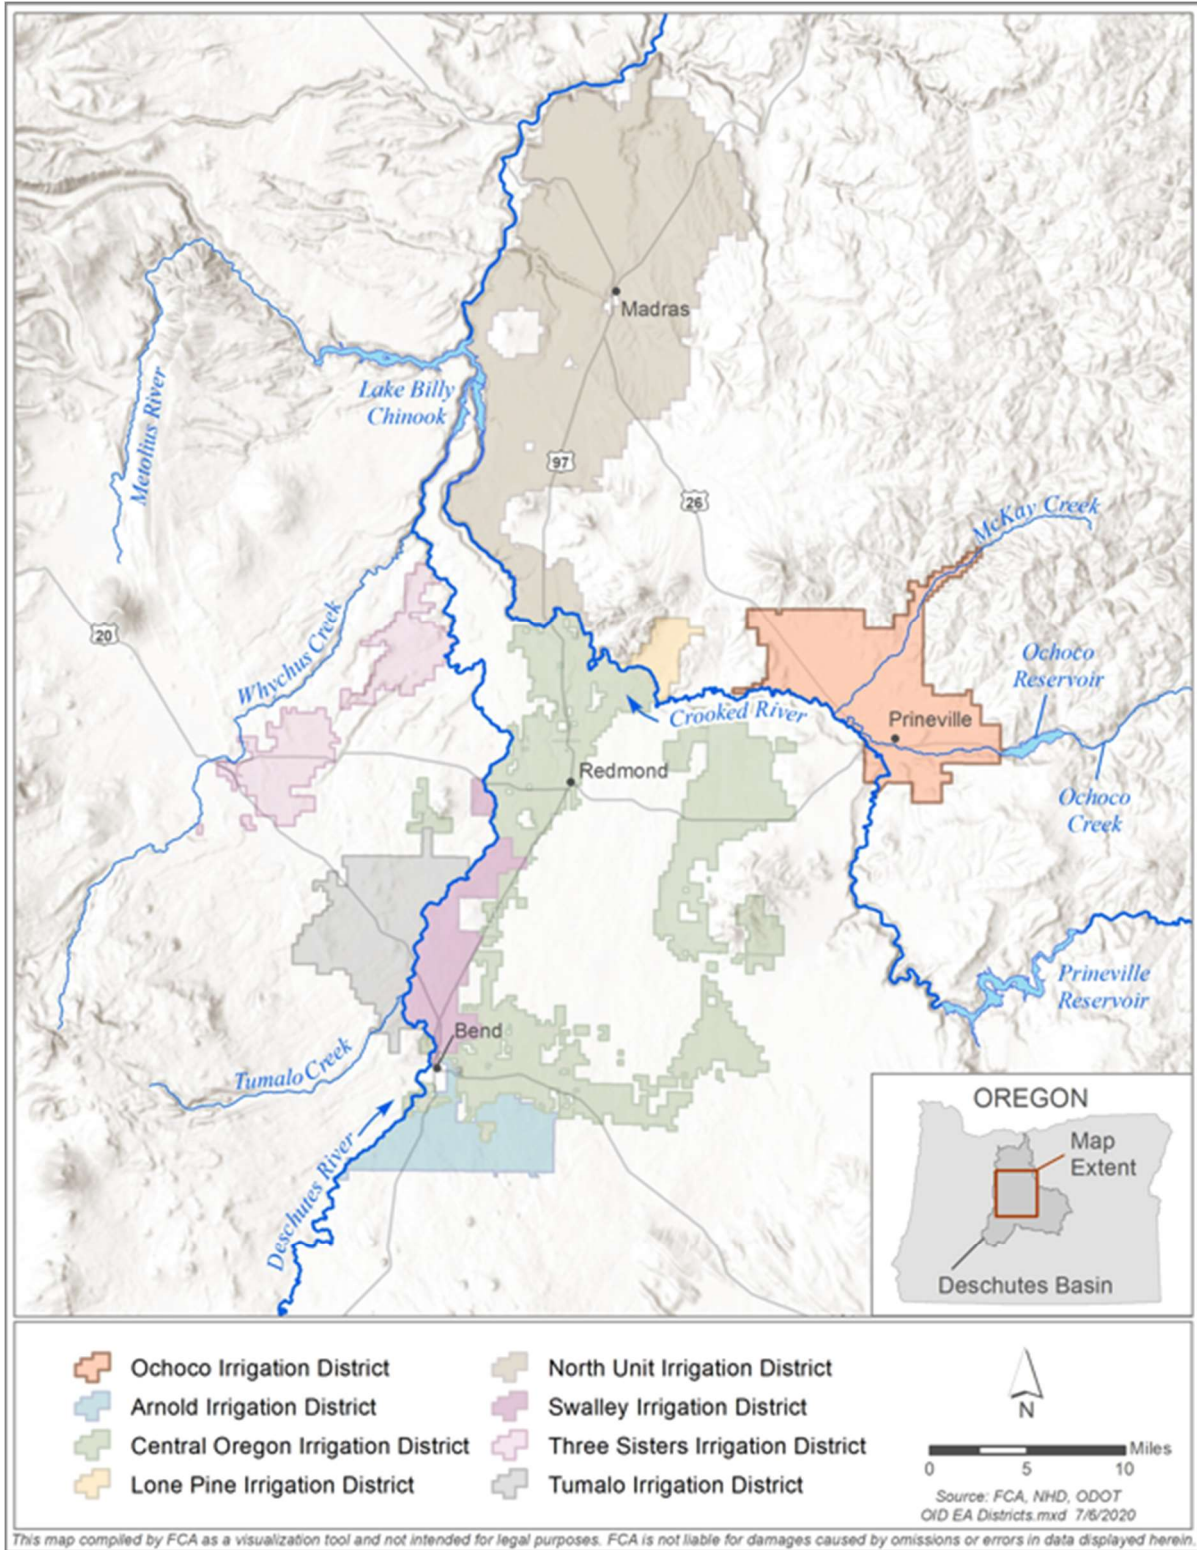 Madras
Lake Billy
Chinook
Metolius River
97
26
McKay Creek
20
Whychus Creek
Ochoco
Reservoir
Crooked River
Prineville
Redmond
Ochoco
Creek
Prineville
Reservoir
Bend
Tumalo Creek
Deschutes River
OREGON
Map
Extent
Deschutes Basin
Ochoco Irrigation District
Arnold Irrigation District
Central Oregon Irrigation District
Lone Pine Irrigation District
North Unit Irrigation District
Swalley Irrigation District
Three Sisters Irrigation District
Tumalo Irrigation District
N
Miles
0 5 10
Source: FCA, NHD, ODOT
OID EA Districts.mxd 7/6/2020
This map compiled by FCA as a visualization tool and not intended for legal purposes. FCA is not liable for damages caused by omissions or errors in data displayed herein.